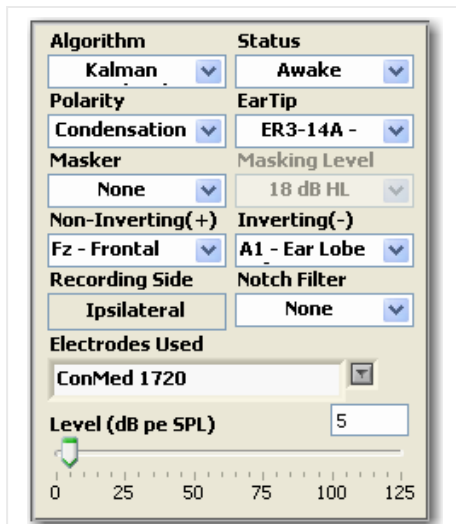 Algorithm Status
Kalman Awake
Polarity EarTip
Condensation ER3-14A -
Masker Masking Level
None 18 dB HL
Non-Inverting(+) Inverting(-)
Fz - Frontal A1 - Ear Lobe
Recording Side Notch Filter
Ipsilateral None
Electrodes Used
ConMed 1720
Level (dB pe SPL) 5
0 25 50 75 100 125